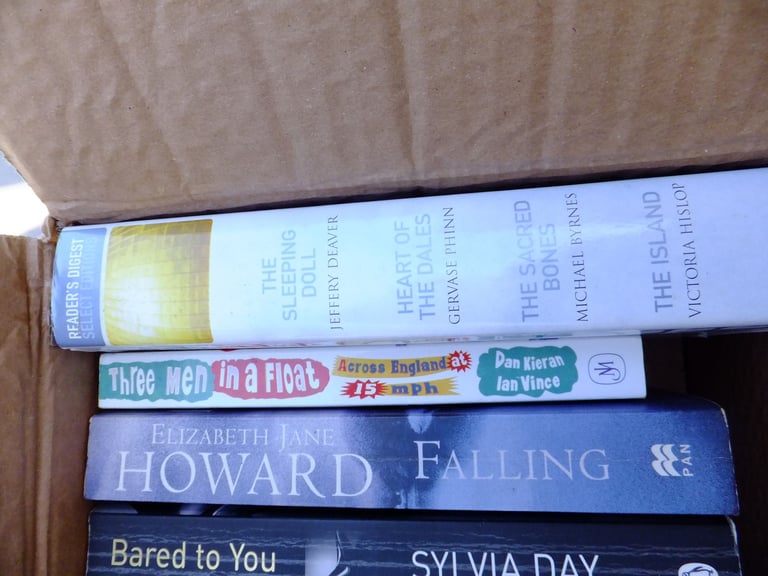 READER'S DIGEST
SELECT EDITIONS
THE
SLEEPING
DOLL
JEFFERY DEAVER
HEART OF
THE DALES
GERVASE PHINN
THE SACRED
BONES
MICHAEL BYRNES
THE ISLAND
VICTORIA HISLOP
Three Men in a Float
Across England at
15 mph
Dan Kieran
Ian Vince
ELIZABETH JANE
HOWARD
FALLING
PAN
Bared to You
SYLVIA DAY